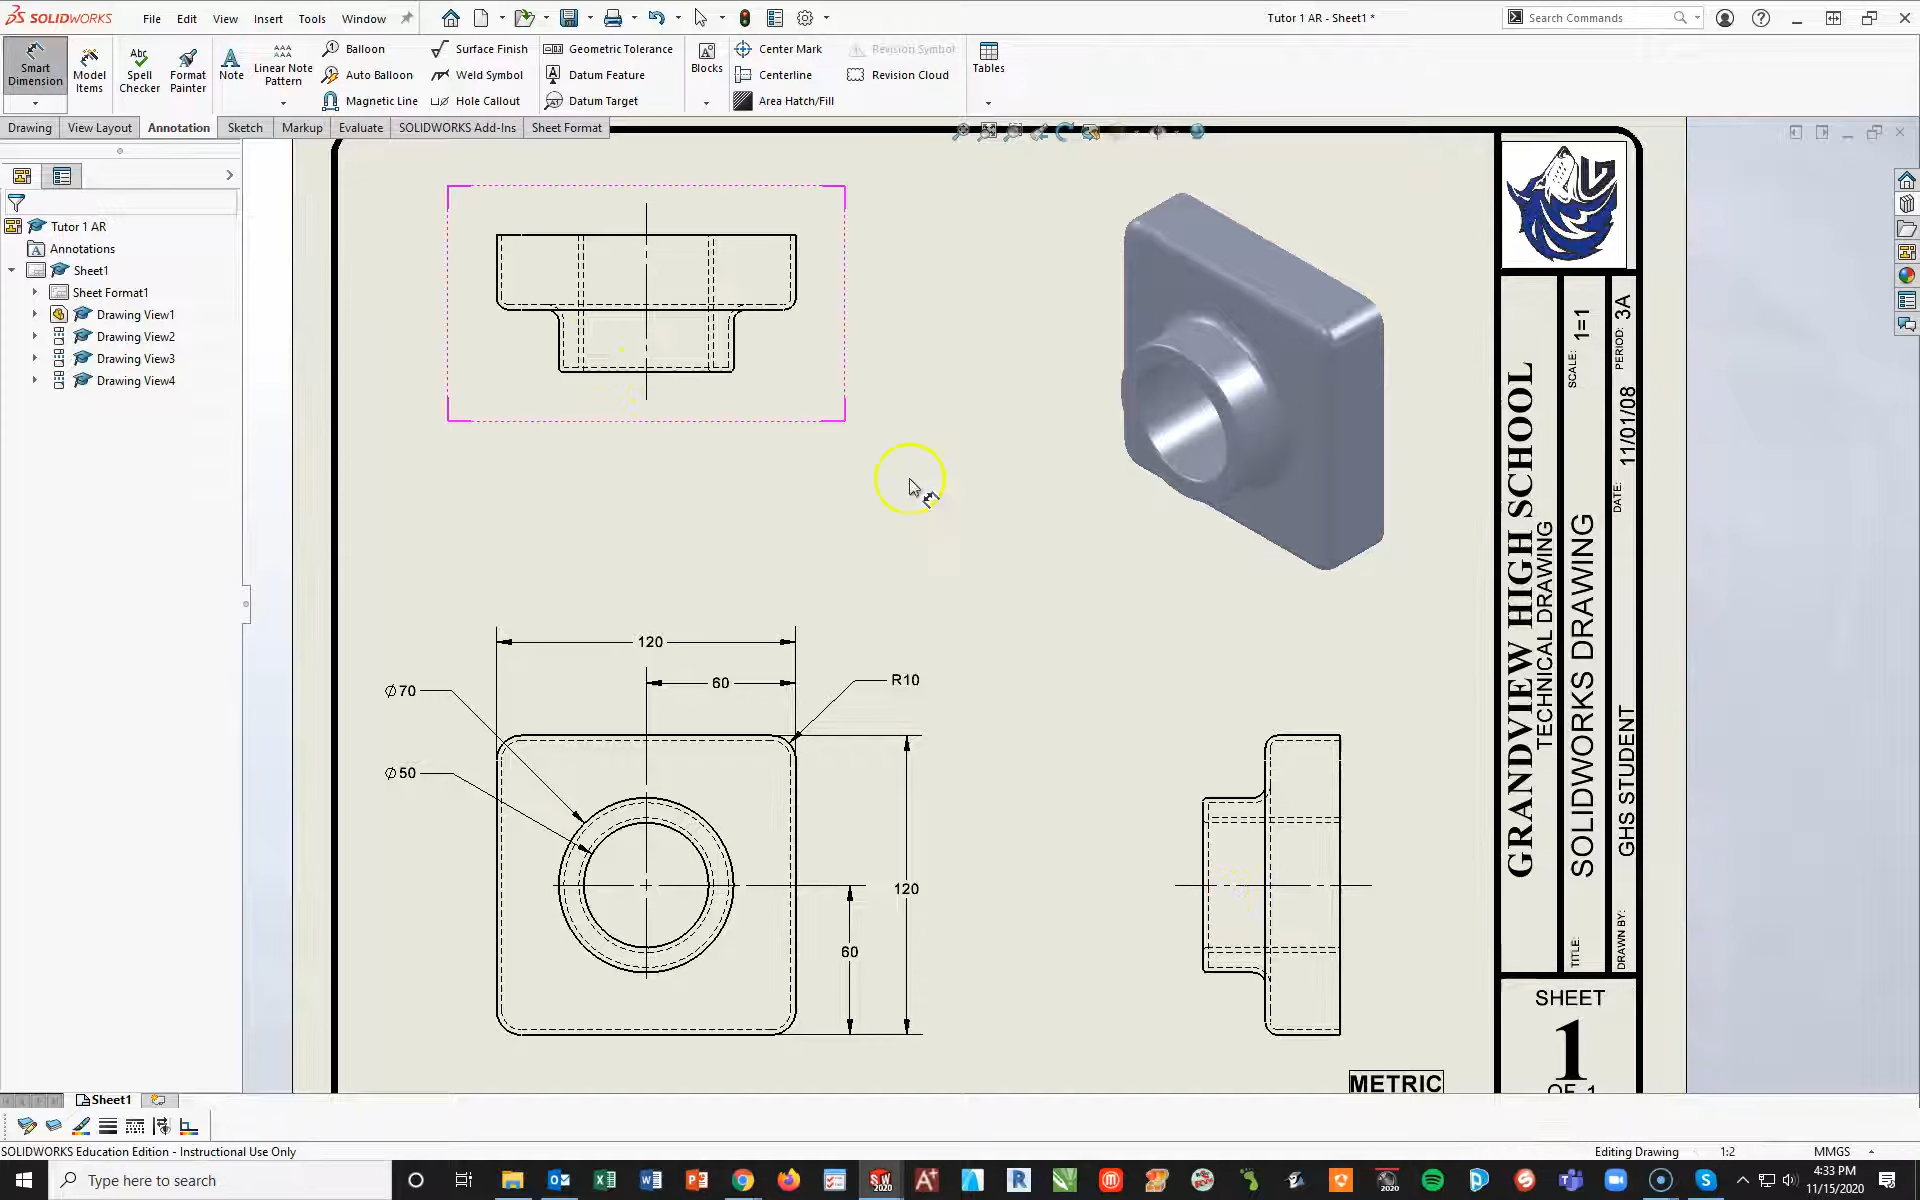 SOLIDWORKS
File Edit View Insert Tools Window
Tutor 1 AR - Sheet1 *
Search Commands
Smart Dimension
Model Items
Abc
Spell Checker
Format Painter
Note
Linear Note Pattern
Balloon
Auto Balloon
Magnetic Line
Surface Finish
Weld Symbol
Hole Callout
Geometric Tolerance
Datum Feature
Datum Target
Blocks
Center Mark
Centerline
Area Hatch/Fill
Revision Symbol
Revision Cloud
Tables
Drawing View Layout Annotation Sketch Markup Evaluate SOLIDWORKS Add-Ins Sheet Format
Tutor 1 AR
Annotations
Sheet1
Sheet Format1
Drawing View1
Drawing View2
Drawing View3
Drawing View4
120
60
R10
Ø70
Ø50
120
60
GRANDVIEW HIGH SCHOOL
TECHNICAL DRAWING
SCALE: 1=1
TITLE: SOLIDWORKS DRAWING
PERIOD: 3A
DATE: 11/01/08
DRAWN BY: GHS STUDENT
SHEET
1
OF 1
METRIC
Sheet1
SOLIDWORKS Education Edition - Instructional Use Only
Editing Drawing 1:2 MMGS
Type here to search
4:33 PM
11/15/2020